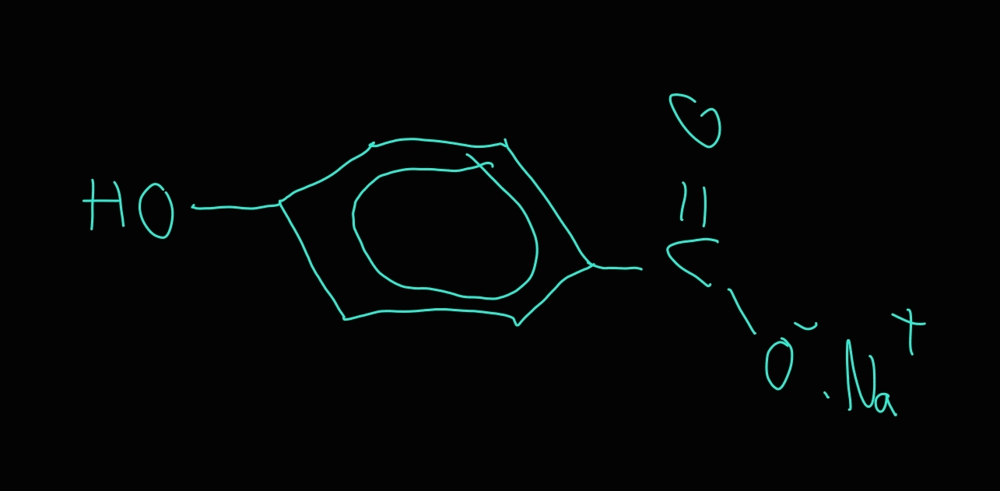 O
HO
C
O⁻ . Na⁺